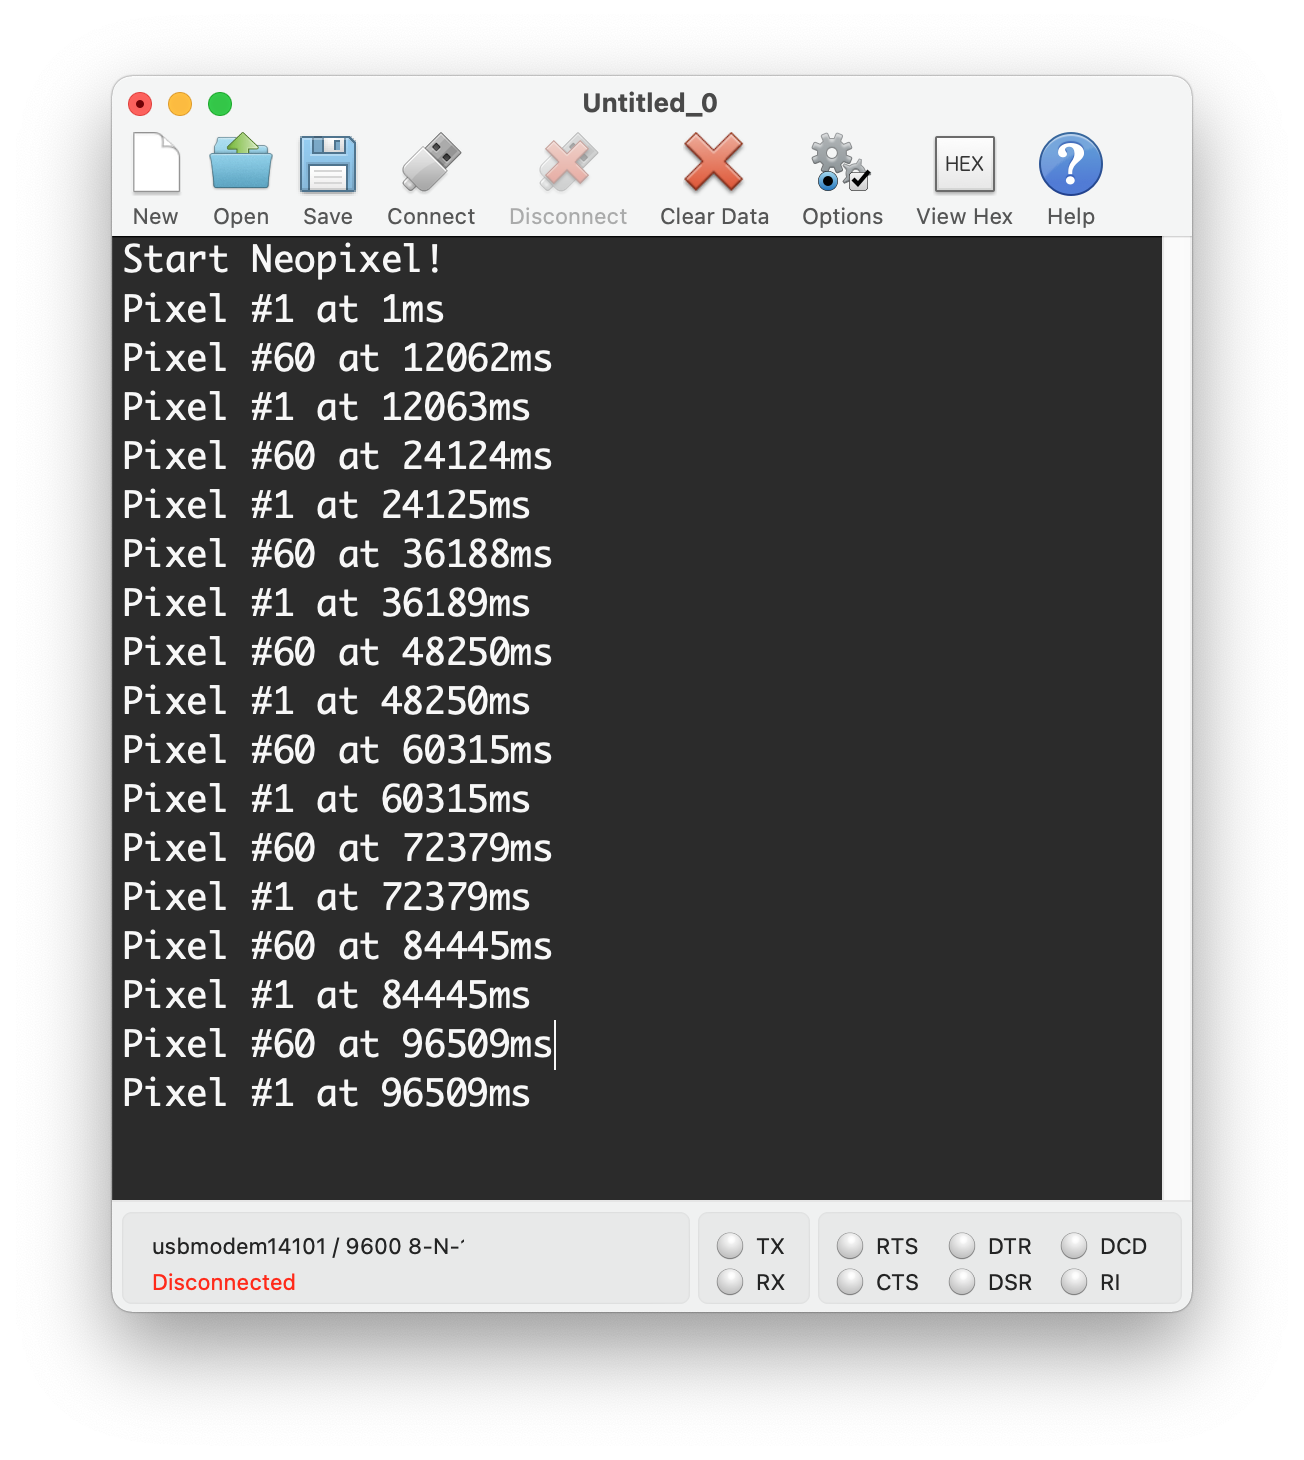 Untitled_0
New Open Save Connect Disconnect Clear Data Options HEX View Hex ? Help
Start Neopixel!
Pixel #1 at 1ms
Pixel #60 at 12062ms
Pixel #1 at 12063ms
Pixel #60 at 24124ms
Pixel #1 at 24125ms
Pixel #60 at 36188ms
Pixel #1 at 36189ms
Pixel #60 at 48250ms
Pixel #1 at 48250ms
Pixel #60 at 60315ms
Pixel #1 at 60315ms
Pixel #60 at 72379ms
Pixel #1 at 72379ms
Pixel #60 at 84445ms
Pixel #1 at 84445ms
Pixel #60 at 96509ms
Pixel #1 at 96509ms
usbmodem14101 / 9600 8-N-
Disconnected
TX
RX
RTS DTR DCD
CTS DSR RI